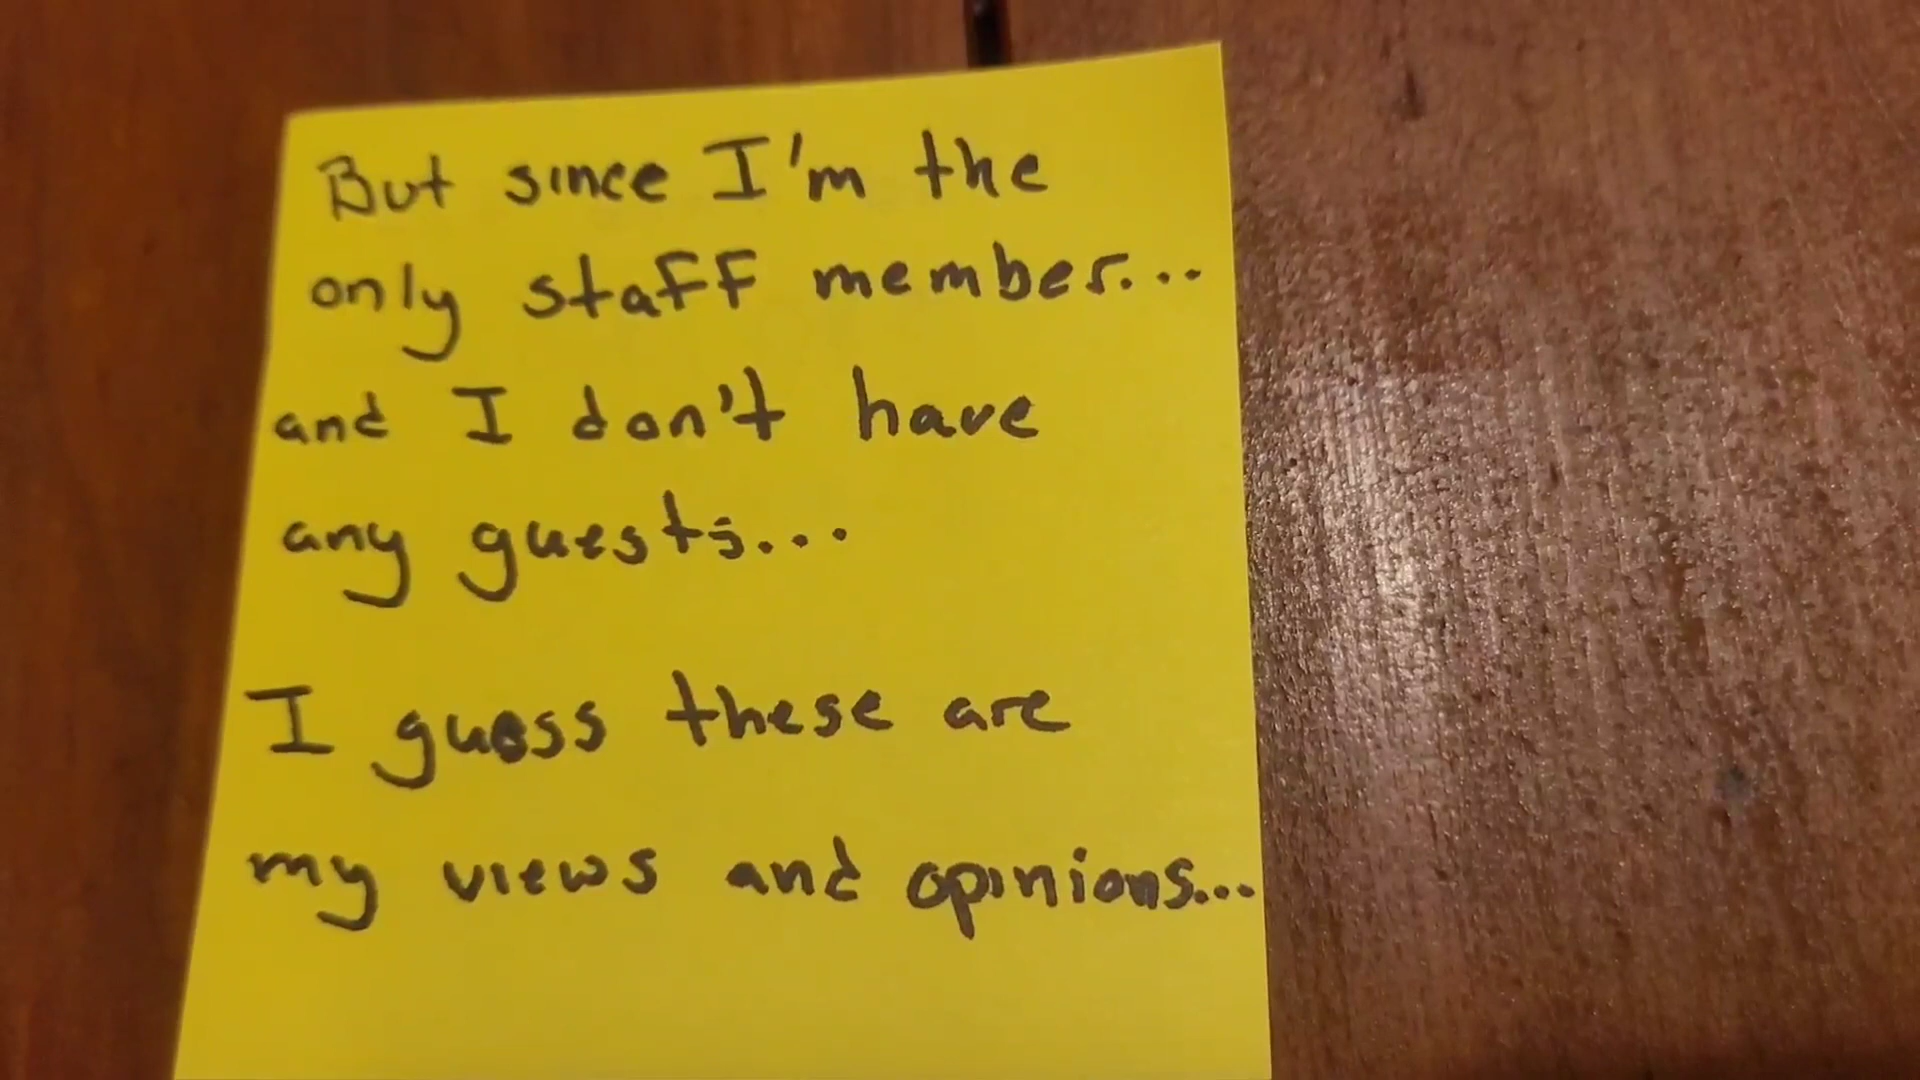 But since I'm the
only staff member...
and I don't have
any guests...
I guess these are
my views and opinions...